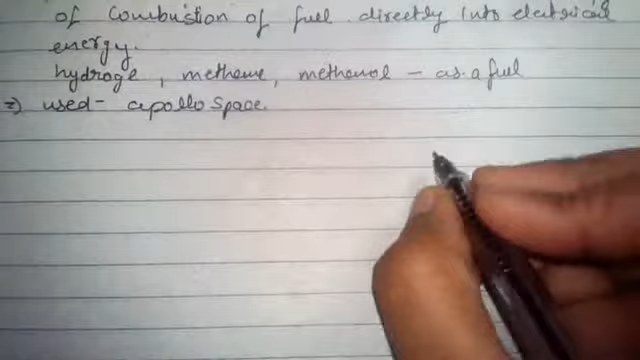 of combustion of fuel directly into electrical
energy.
hydroge, methene, methanol - as a fuel
=> used - apollo space.